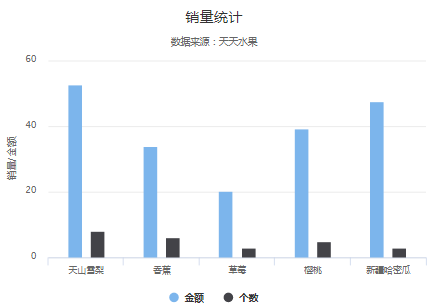 销量统计
数据来源：天天水果
销量/金额
60
40
20
0
天山雪梨 香蕉 草莓 樱桃 新疆哈密瓜
金额 个数